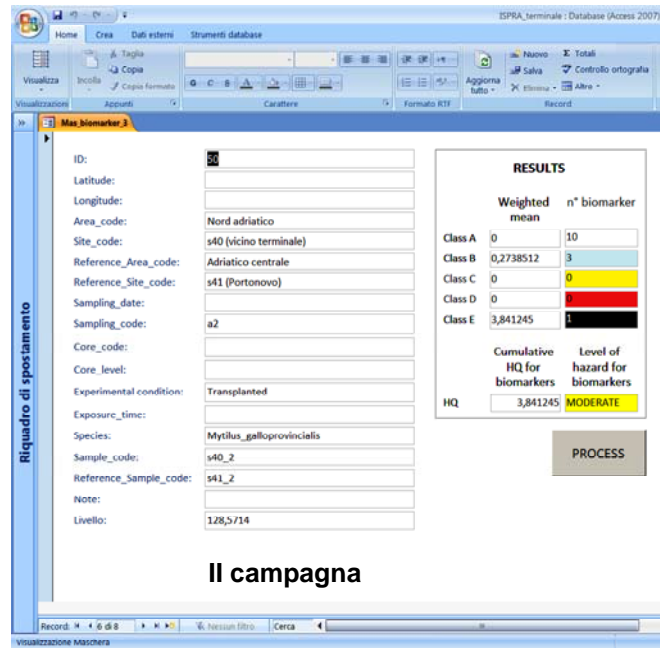 ISPRA_terminale : Database (Access 2007)
Home Crea Dati esterni Strumenti database
Visualizza
Incolla
Taglia
Copia
Copia formato
G C S A
Aggiorna tutto
Nuovo
Salva
Elimina
Totali
Controllo ortografia
Altro
Visualizzazioni Appunti Carattere Formato RTF Record
Mas_biomarker_3
Riquadro di spostamento
ID: 50
Latitude:
Longitude:
Area_code: Nord adriatico
Site_code: s40 (vicino terminale)
Reference_Area_code: Adriatico centrale
Reference_Site_code: s41 (Portonovo)
Sampling_date:
Sampling_code: a2
Core_code:
Core_level:
Experimental condition: Transplanted
Exposure_time:
Species: Mytilus_galloprovincialis
Sample_code: s40_2
Reference_Sample_code: s41_2
Note:
Livello: 128,5714
RESULTS
Weighted mean n° biomarker
Class A 0 10
Class B 0,2738512 3
Class C 0 0
Class D 0 0
Class E 3,841245 1
Cumulative HQ for biomarkers Level of hazard for biomarkers
HQ 3,841245 MODERATE
PROCESS
II campagna
Record: 6 di 8 Nessun filtro Cerca
Visualizzazione Maschera